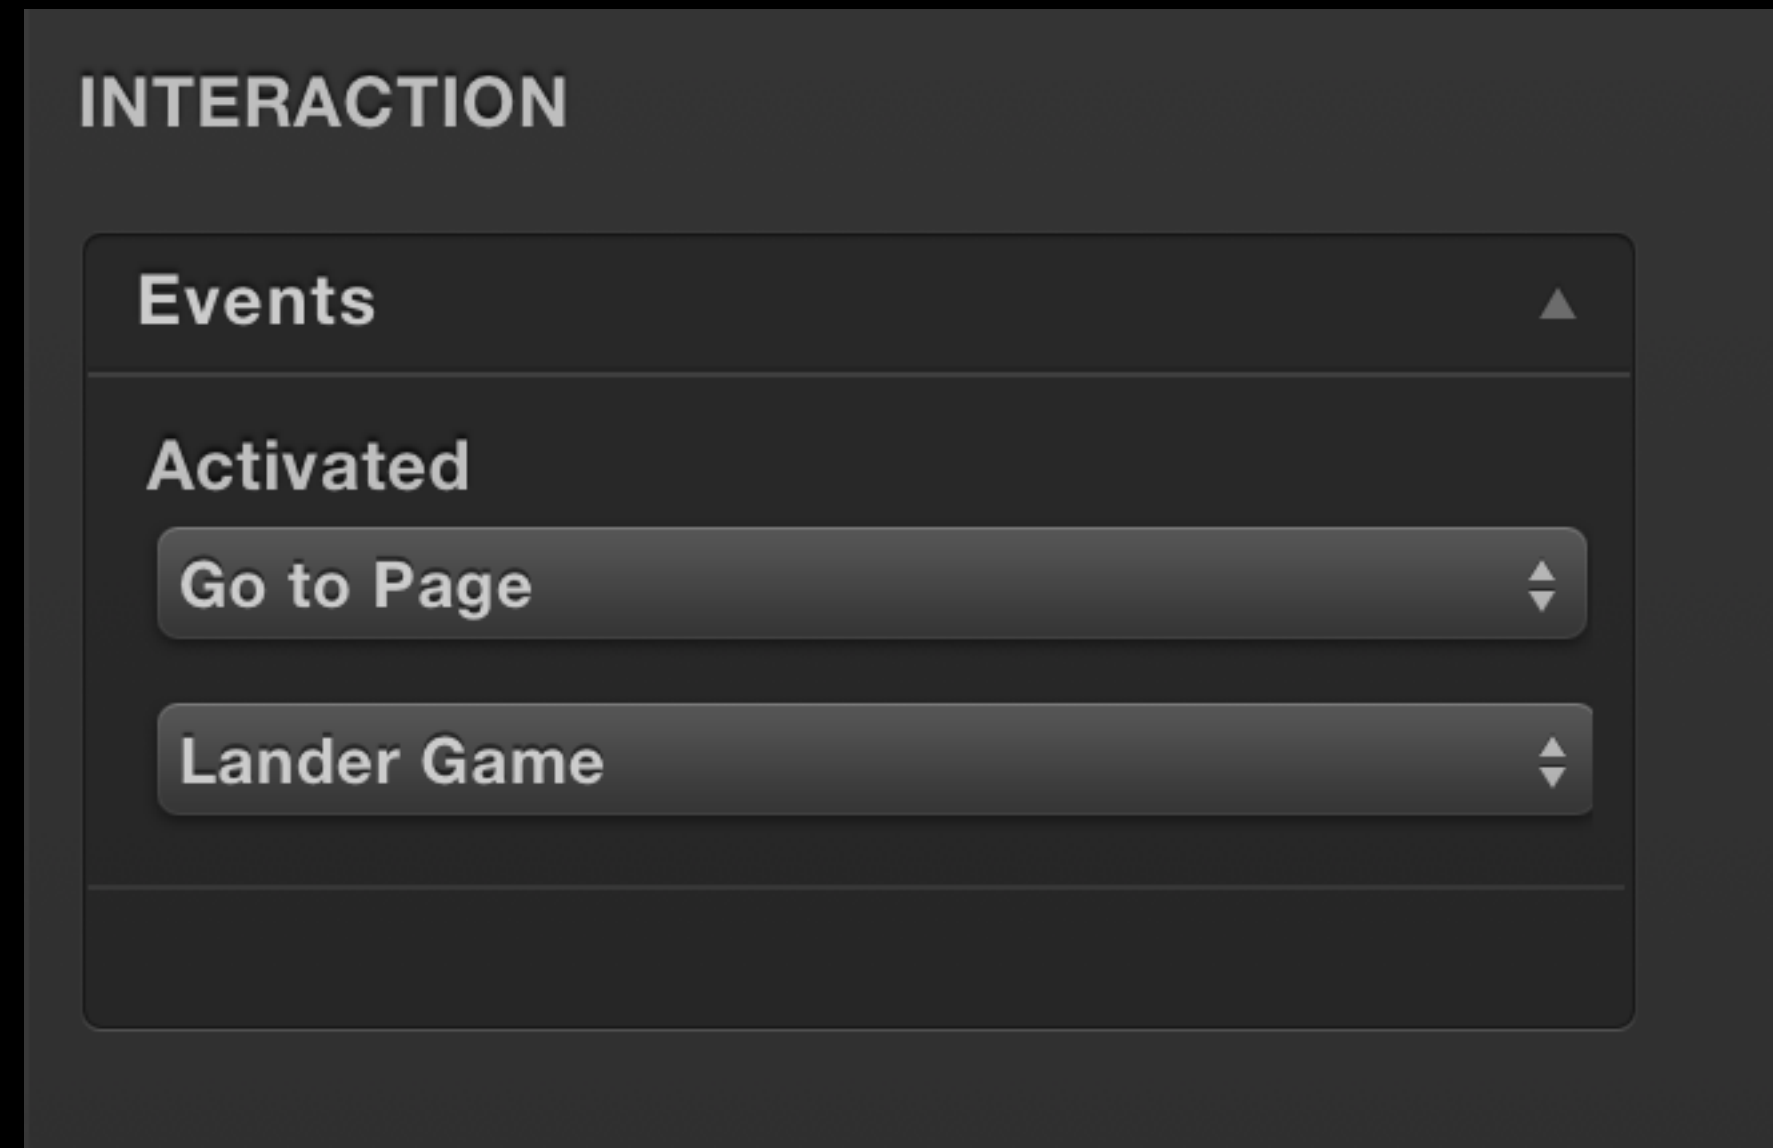 INTERACTION
Events
Activated
Go to Page
Lander Game